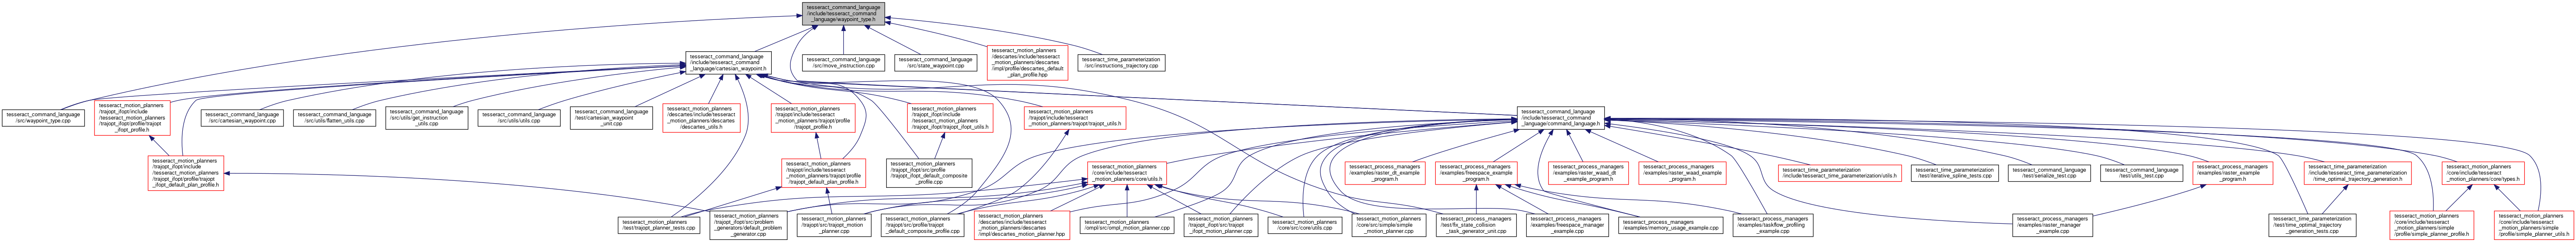 tesseract_command_language
/include/tesseract_command
_language/waypoint_type.h
tesseract_command_language
/include/tesseract_command
_language/cartesian_waypoint.h
tesseract_command_language
/src/move_instruction.cpp
tesseract_command_language
/src/state_waypoint.cpp
tesseract_motion_planners
/descartes/include/tesseract
_motion_planners/descartes
/impl/profile/descartes_default
_plan_profile.hpp
tesseract_time_parameterization
/src/instructions_trajectory.cpp
tesseract_command_language
/src/waypoint_type.cpp
tesseract_motion_planners
/trajopt_ifopt/include
/tesseract_motion_planners
/trajopt_ifopt/profile/trajopt
_ifopt_profile.h
tesseract_command_language
/src/cartesian_waypoint.cpp
tesseract_command_language
/src/utils/flatten_utils.cpp
tesseract_command_language
/src/utils/get_instruction
_utils.cpp
tesseract_command_language
/src/utils/utils.cpp
tesseract_command_language
/test/cartesian_waypoint
_unit.cpp
tesseract_motion_planners
/descartes/include/tesseract
_motion_planners/descartes
/descartes_utils.h
tesseract_motion_planners
/trajopt/include/tesseract
_motion_planners/trajopt/profile
/trajopt_profile.h
tesseract_motion_planners
/trajopt_ifopt/include
/tesseract_motion_planners
/trajopt_ifopt/trajopt_ifopt_utils.h
tesseract_motion_planners
/trajopt/include/tesseract
_motion_planners/trajopt/trajopt_utils.h
tesseract_command_language
/include/tesseract_command
_language/command_language.h
tesseract_motion_planners
/trajopt_ifopt/include
/tesseract_motion_planners
/trajopt_ifopt/profile/trajopt
_ifopt_default_plan_profile.h
tesseract_motion_planners
/trajopt/include/tesseract
_motion_planners/trajopt/profile
/trajopt_default_plan_profile.h
tesseract_motion_planners
/trajopt_ifopt/src/profile
/trajopt_ifopt_default_composite
_profile.cpp
tesseract_motion_planners
/core/include/tesseract
_motion_planners/core/utils.h
tesseract_process_managers
/examples/raster_dt_example
_program.h
tesseract_process_managers
/examples/freespace_example
_program.h
tesseract_process_managers
/examples/raster_waad_dt
_example_program.h
tesseract_process_managers
/examples/raster_waad_example
_program.h
tesseract_time_parameterization
/include/tesseract_time_parameterization/utils.h
tesseract_time_parameterization
/test/iterative_spline_tests.cpp
tesseract_command_language
/test/serialize_test.cpp
tesseract_command_language
/test/utils_test.cpp
tesseract_process_managers
/examples/raster_example
_program.h
tesseract_time_parameterization
/include/tesseract_time_parameterization
/time_optimal_trajectory_generation.h
tesseract_motion_planners
/core/include/tesseract
_motion_planners/core/types.h
tesseract_motion_planners
/test/trajopt_planner_tests.cpp
tesseract_motion_planners
/trajopt_ifopt/src/problem
_generators/default_problem
_generator.cpp
tesseract_motion_planners
/trajopt/src/trajopt_motion
_planner.cpp
tesseract_motion_planners
/trajopt/src/profile/trajopt
_default_composite_profile.cpp
tesseract_motion_planners
/descartes/include/tesseract
_motion_planners/descartes
/impl/descartes_motion_planner.hpp
tesseract_motion_planners
/ompl/src/ompl_motion_planner.cpp
tesseract_motion_planners
/trajopt_ifopt/src/trajopt
_ifopt_motion_planner.cpp
tesseract_motion_planners
/core/src/core/utils.cpp
tesseract_motion_planners
/core/src/simple/simple
_motion_planner.cpp
tesseract_process_managers
/test/fix_state_collision
_task_generator_unit.cpp
tesseract_process_managers
/examples/freespace_manager
_example.cpp
tesseract_process_managers
/examples/memory_usage_example.cpp
tesseract_process_managers
/examples/taskflow_profiling
_example.cpp
tesseract_process_managers
/examples/raster_manager
_example.cpp
tesseract_time_parameterization
/test/time_optimal_trajectory
_generation_tests.cpp
tesseract_motion_planners
/core/include/tesseract
_motion_planners/simple
/profile/simple_planner_profile.h
tesseract_motion_planners
/core/include/tesseract
_motion_planners/simple
/profile/simple_planner_utils.h